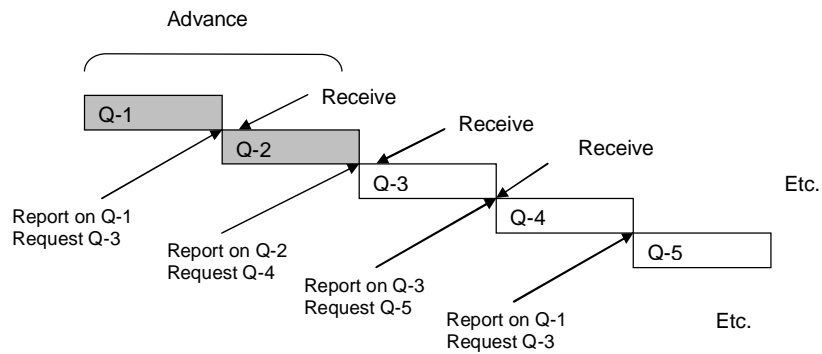 Advance
Receive
Q-1
Receive
Q-2
Receive
Q-3
Etc.
Report on Q-1
Request Q-3
Q-4
Report on Q-2
Request Q-4
Q-5
Report on Q-3
Request Q-5
Report on Q-1
Request Q-3
Etc.